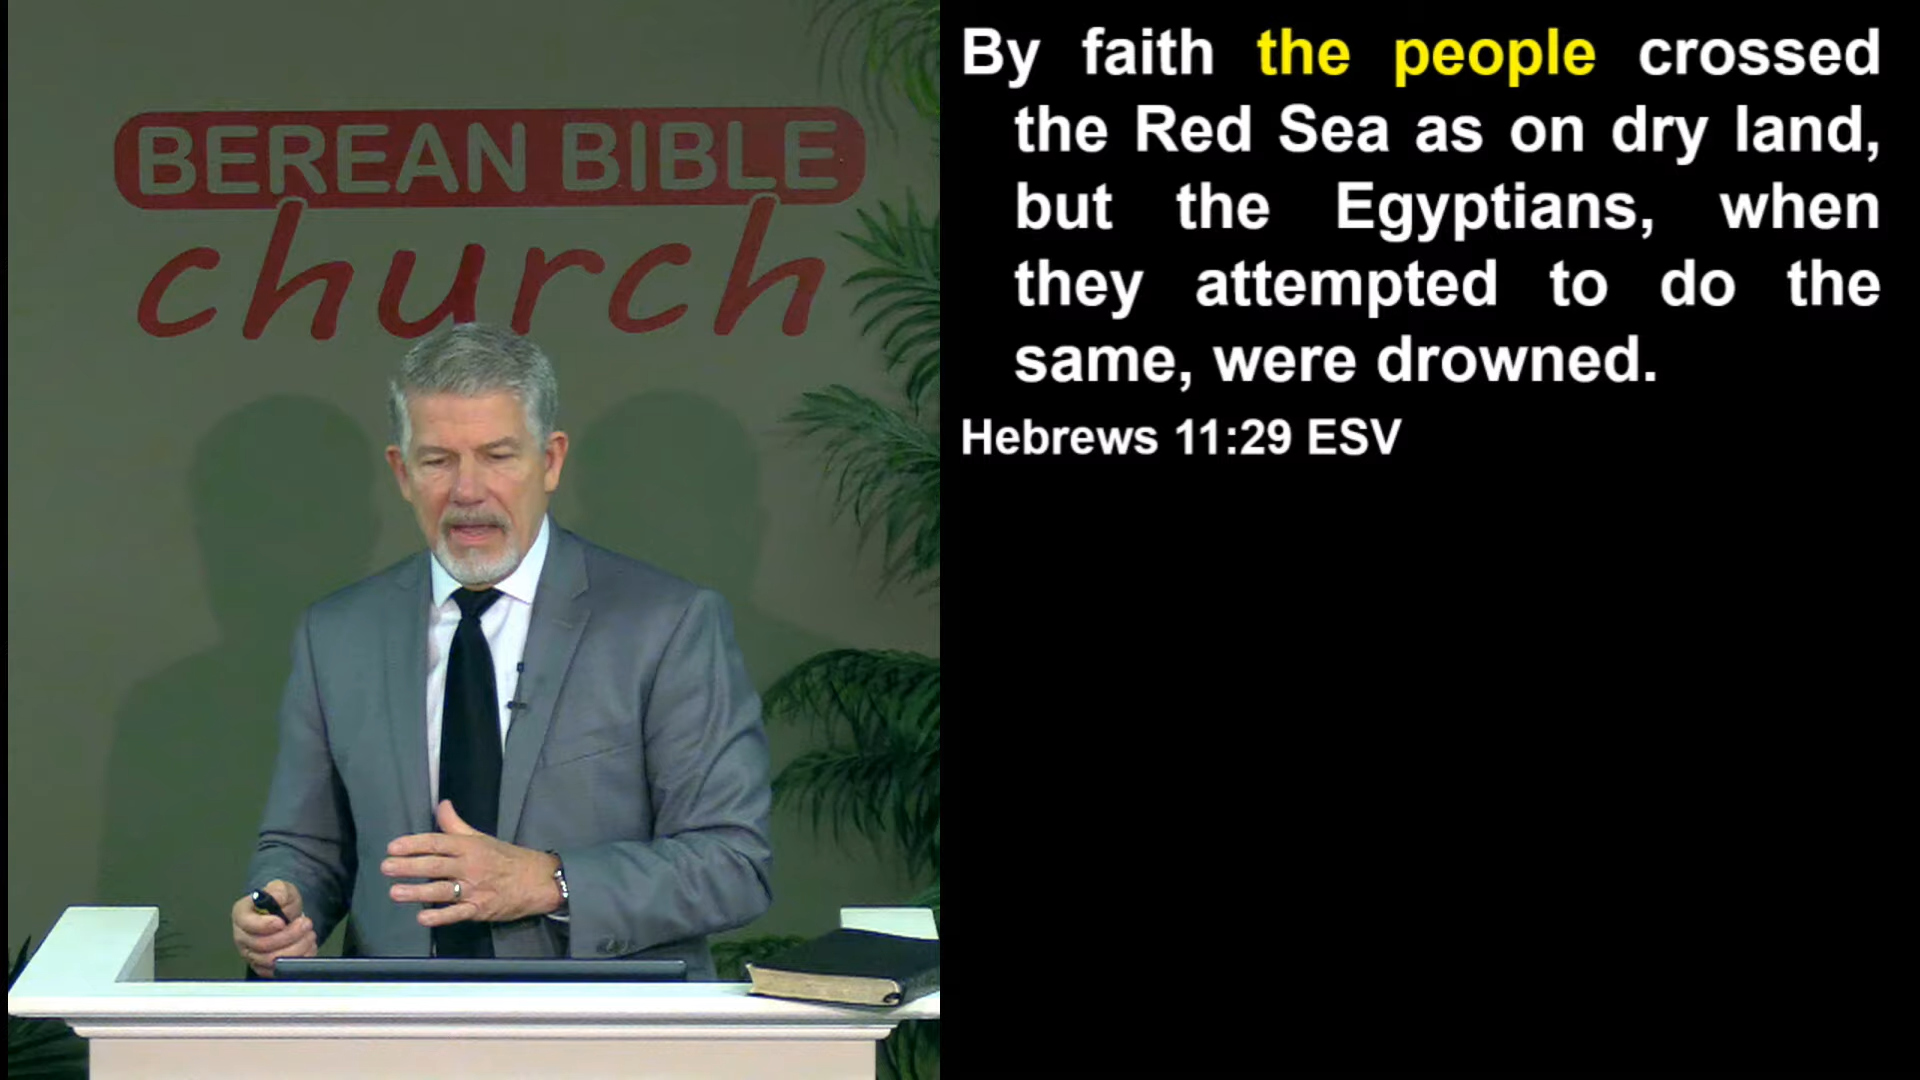 BEREAN BIBLE
church
By faith the people crossed
the Red Sea as on dry land,
but the Egyptians, when
they attempted to do the
same, were drowned.
Hebrews 11:29 ESV